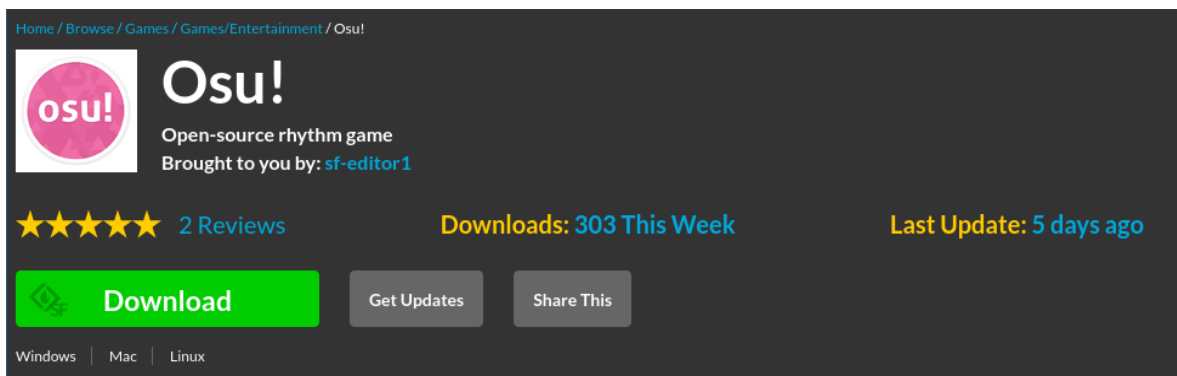 Home / Browse / Games / Games/Entertainment / Osu!
osu!
Osu!
Open-source rhythm game
Brought to you by: sf-editor1
2 Reviews
Downloads: 303 This Week
Last Update: 5 days ago
SF
Download
Get Updates
Share This
Windows
Mac
Linux